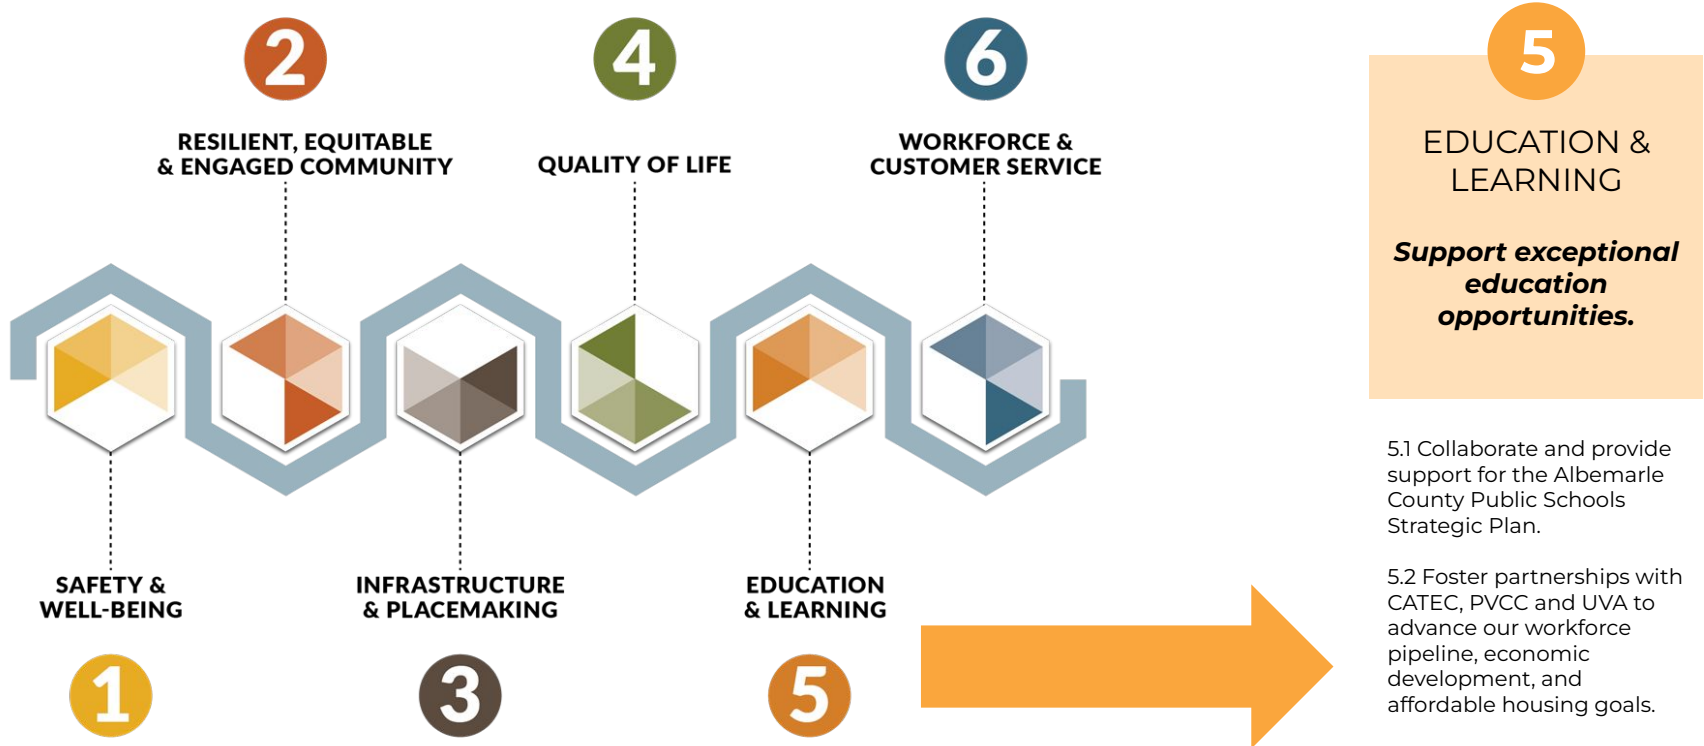 2
RESILIENT, EQUITABLE
& ENGAGED COMMUNITY
4
QUALITY OF LIFE
6
WORKFORCE &
CUSTOMER SERVICE
SAFETY &
WELL-BEING
1
INFRASTRUCTURE
& PLACEMAKING
3
EDUCATION
& LEARNING
5
5
EDUCATION &
LEARNING
Support exceptional
education
opportunities.
5.1 Collaborate and provide
support for the Albemarle
County Public Schools
Strategic Plan.
5.2 Foster partnerships with
CATEC, PVCC and UVA to
advance our workforce
pipeline, economic
development, and
affordable housing goals.